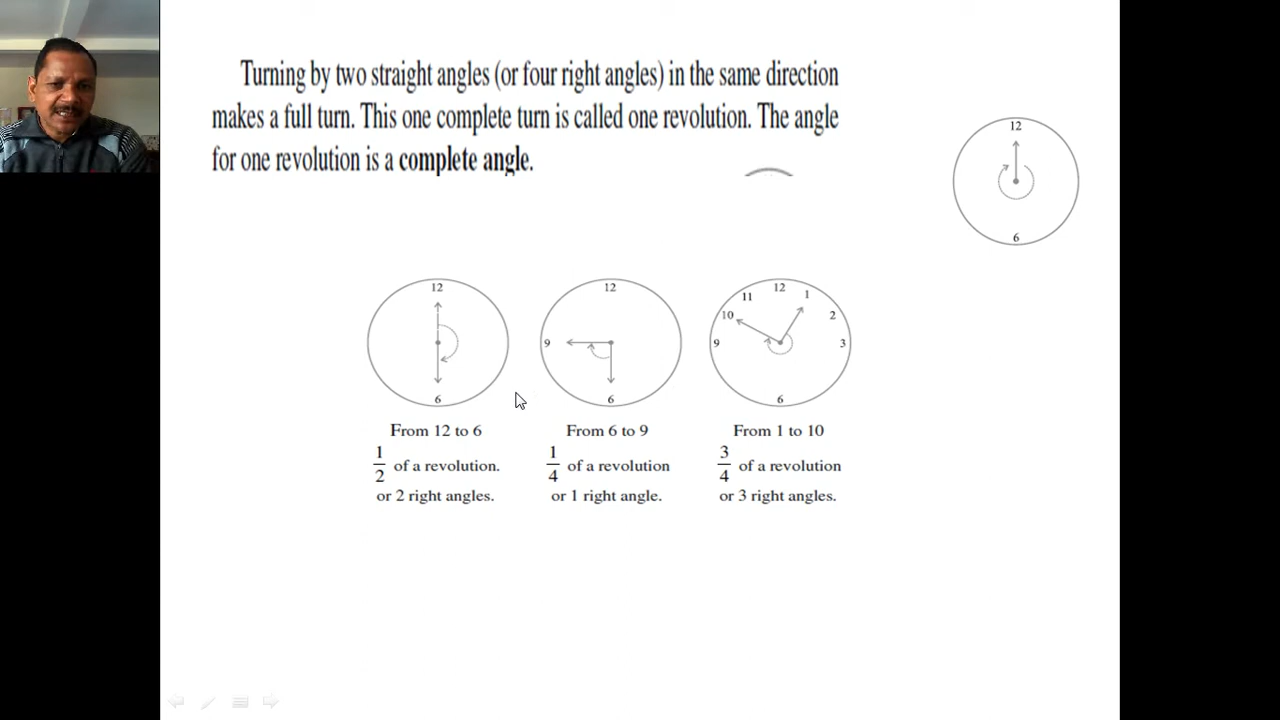 Turning by two straight angles (or four right angles) in the same direction
makes a full turn. This one complete turn is called one revolution. The angle
for one revolution is a complete angle.
12
6
12
6
12
9
6
12
11
1
10
2
9
3
6
From 12 to 6
1/2 of a revolution.
or 2 right angles.
From 6 to 9
1/4 of a revolution
or 1 right angle.
From 1 to 10
3/4 of a revolution
or 3 right angles.